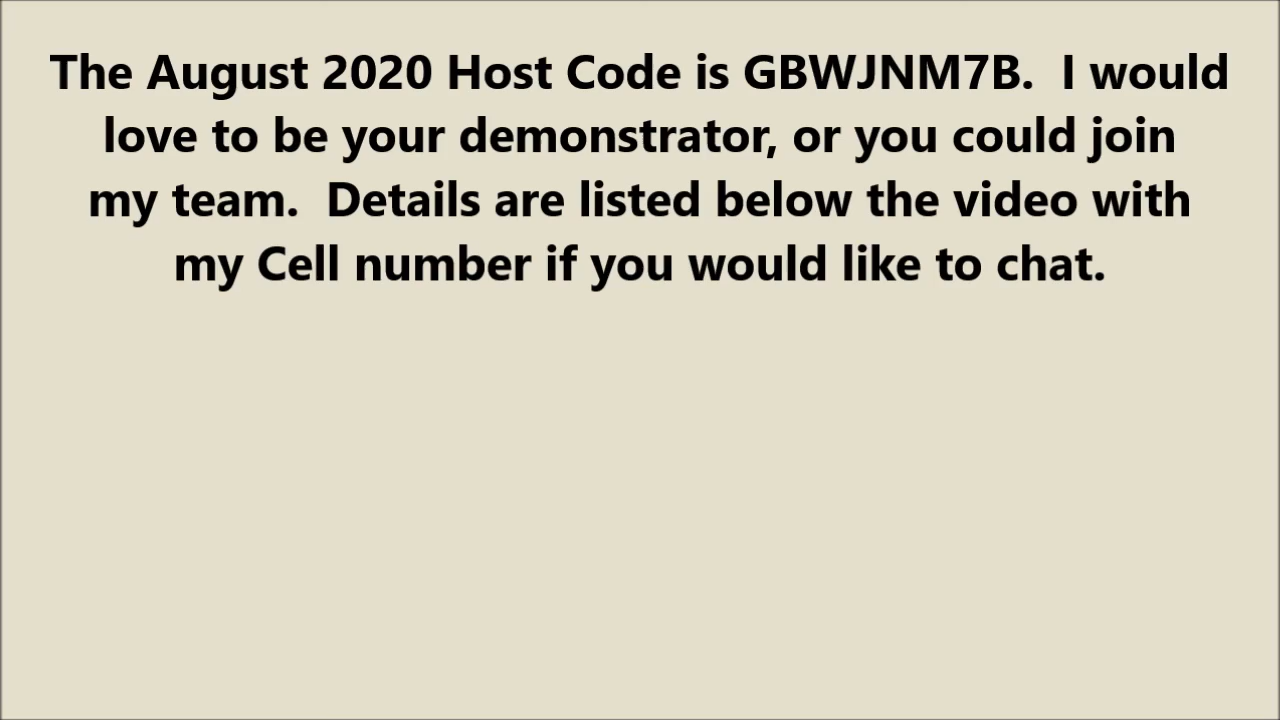 The August 2020 Host Code is GBWJNM7B.  I would
love to be your demonstrator, or you could join
my team.  Details are listed below the video with
my Cell number if you would like to chat.